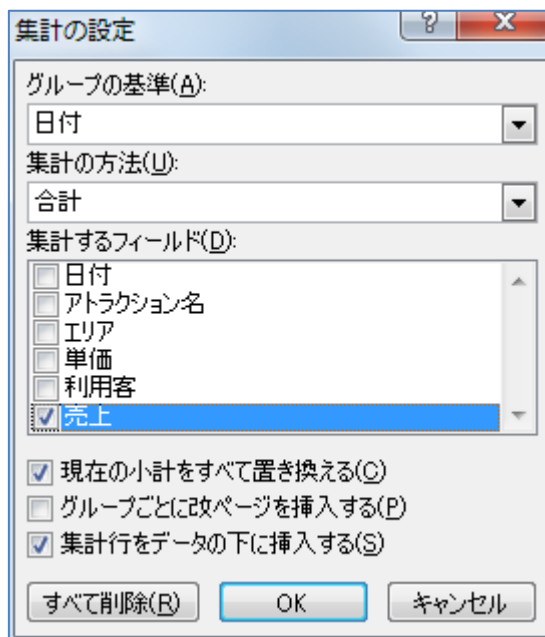 集計の設定
グループの基準(A):
日付
集計の方法(U):
合計
集計するフィールド(D):
日付
アトラクション名
エリア
単価
利用客
売上
現在の小計をすべて置き換える(C)
グループごとに改ページを挿入する(P)
集計行をデータの下に挿入する(S)
すべて削除(R) OK キャンセル